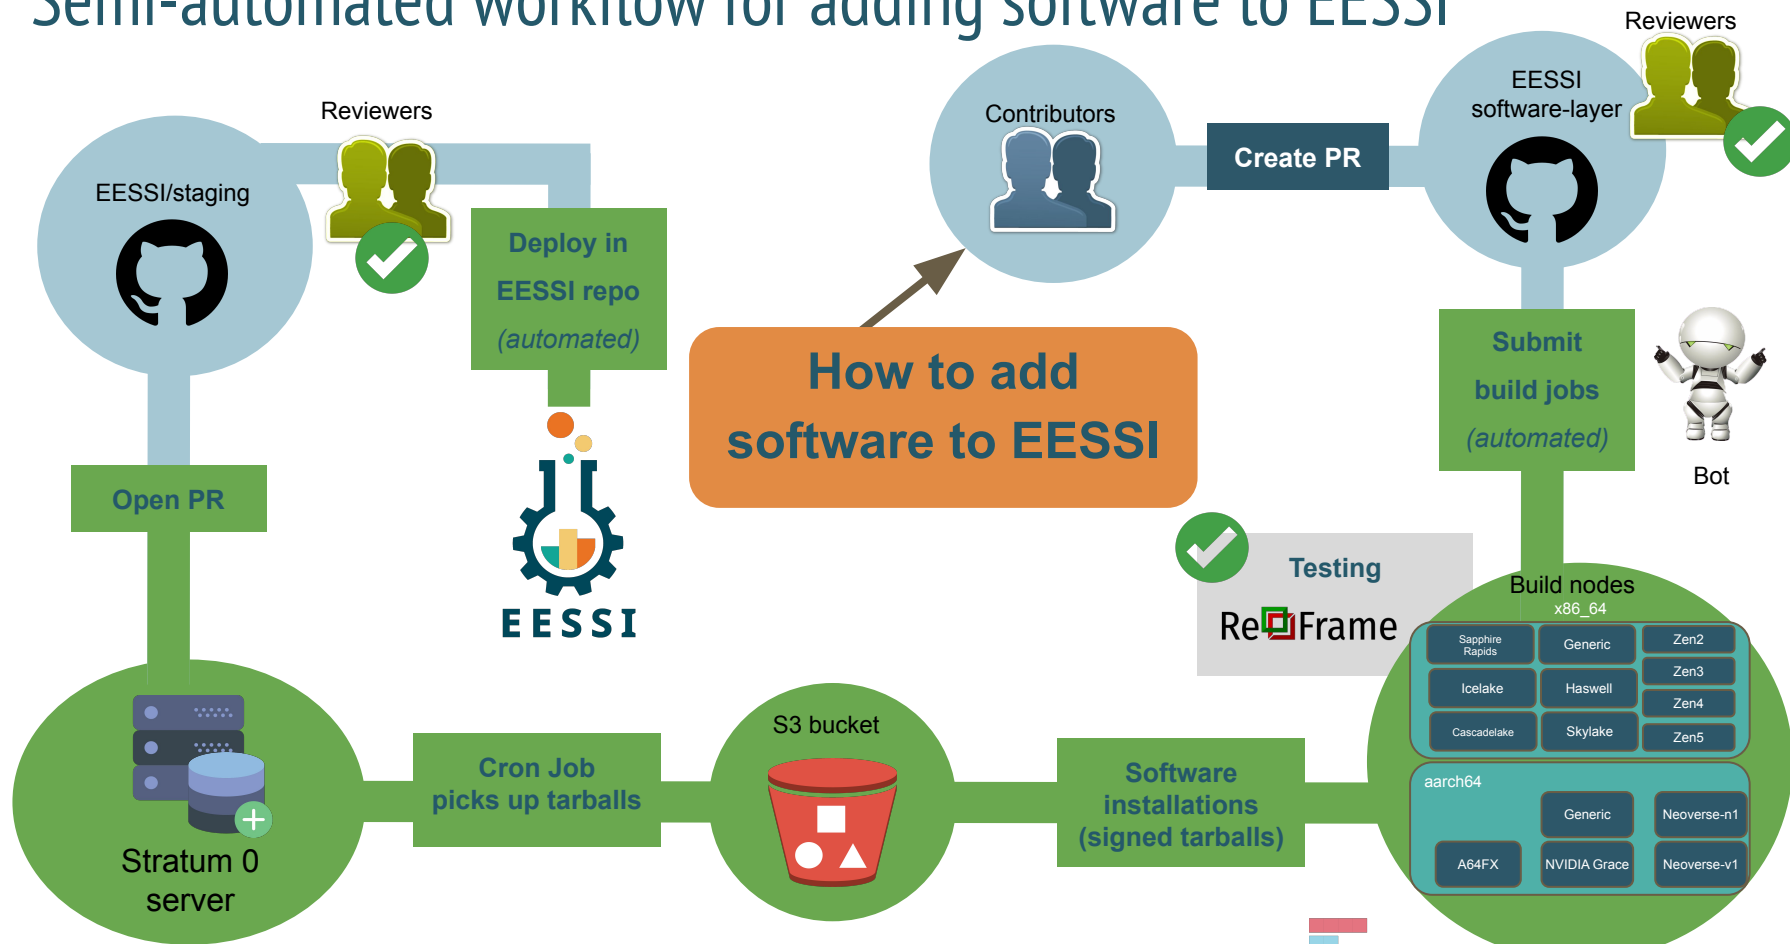 Semi-automated workflow for adding software to EESSI
Reviewers
EESSI
software-layer
Contributors
Create PR
Reviewers
EESSI/staging
Deploy in
EESSI repo
(automated)
How to add
software to EESSI
Submit
build jobs
(automated)
Bot
Open PR
EESSI
Testing
ReFrame
Build nodes
x86_64
Sapphire
Rapids
Generic
Zen2
Zen3
Icelake
Haswell
Zen4
Cascadelake
Skylake
Zen5
aarch64
Generic
Neoverse-n1
A64FX
NVIDIA Grace
Neoverse-v1
Software
installations
(signed tarballs)
S3 bucket
Cron Job
picks up tarballs
Stratum 0
server